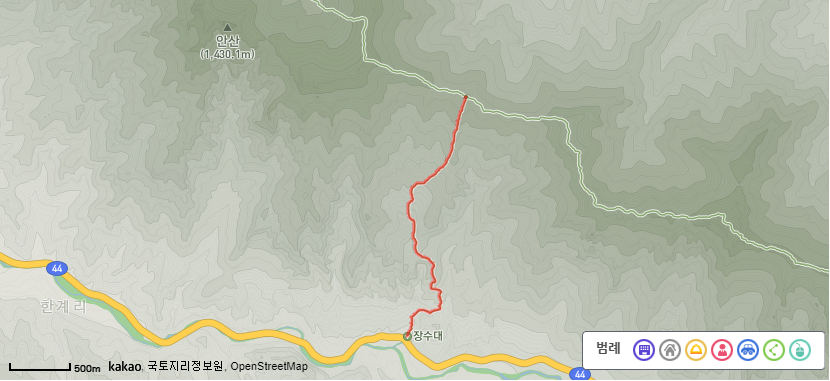 안산
(1,430.1m)
44
한계리
장수대
범례
500m kakao, 국토지리정보원, OpenStreetMap
44